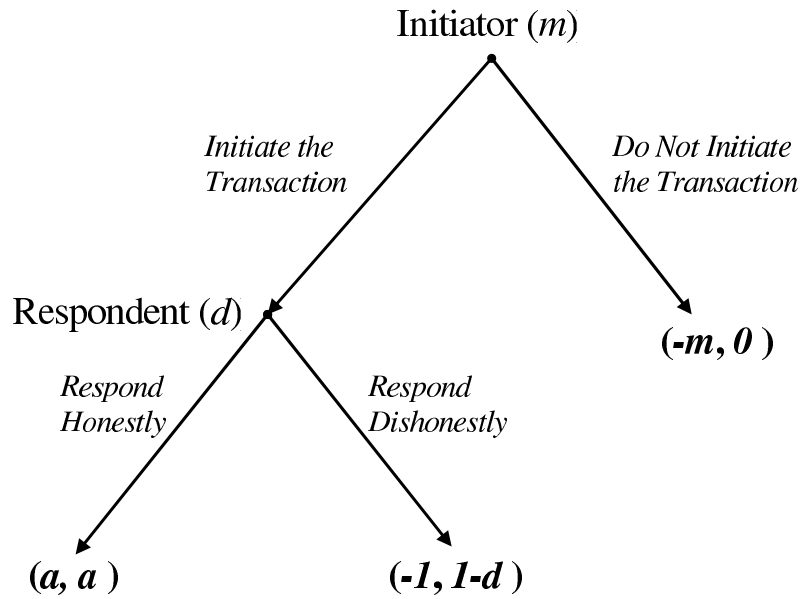 Initiator (m)
Initiate the
Transaction
Do Not Initiate
the Transaction
Respondent (d)
(-m, 0 )
Respond
Honestly
Respond
Dishonestly
(a, a )
(-1, 1-d )